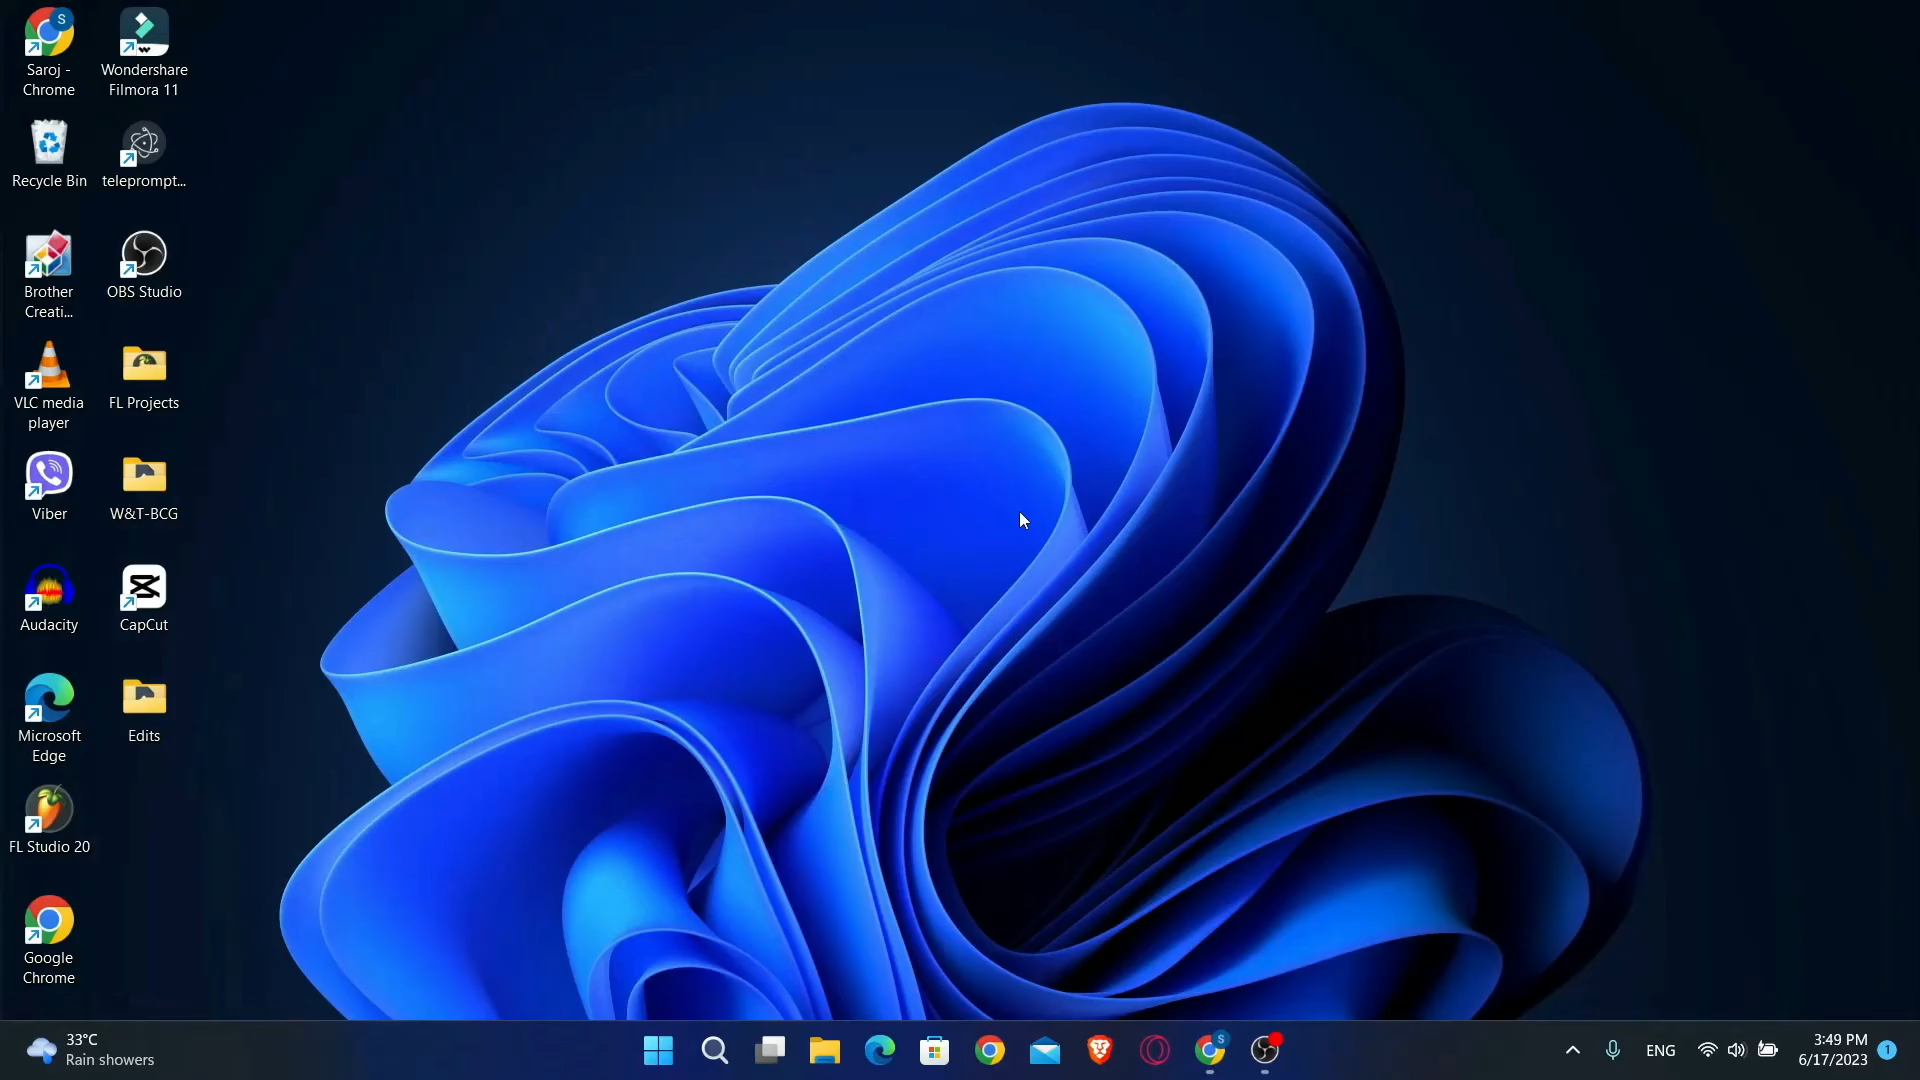 Saroj -
Chrome
Wondershare
Filmora 11
Recycle Bin
teleprompt...
Brother
Creati...
OBS Studio
VLC media
player
FL Projects
Viber
W&T-BCG
Audacity
CapCut
Microsoft
Edge
Edits
FL Studio 20
Google
Chrome
33°C
Rain showers
S
S
ENG
3:49 PM
6/17/2023
1